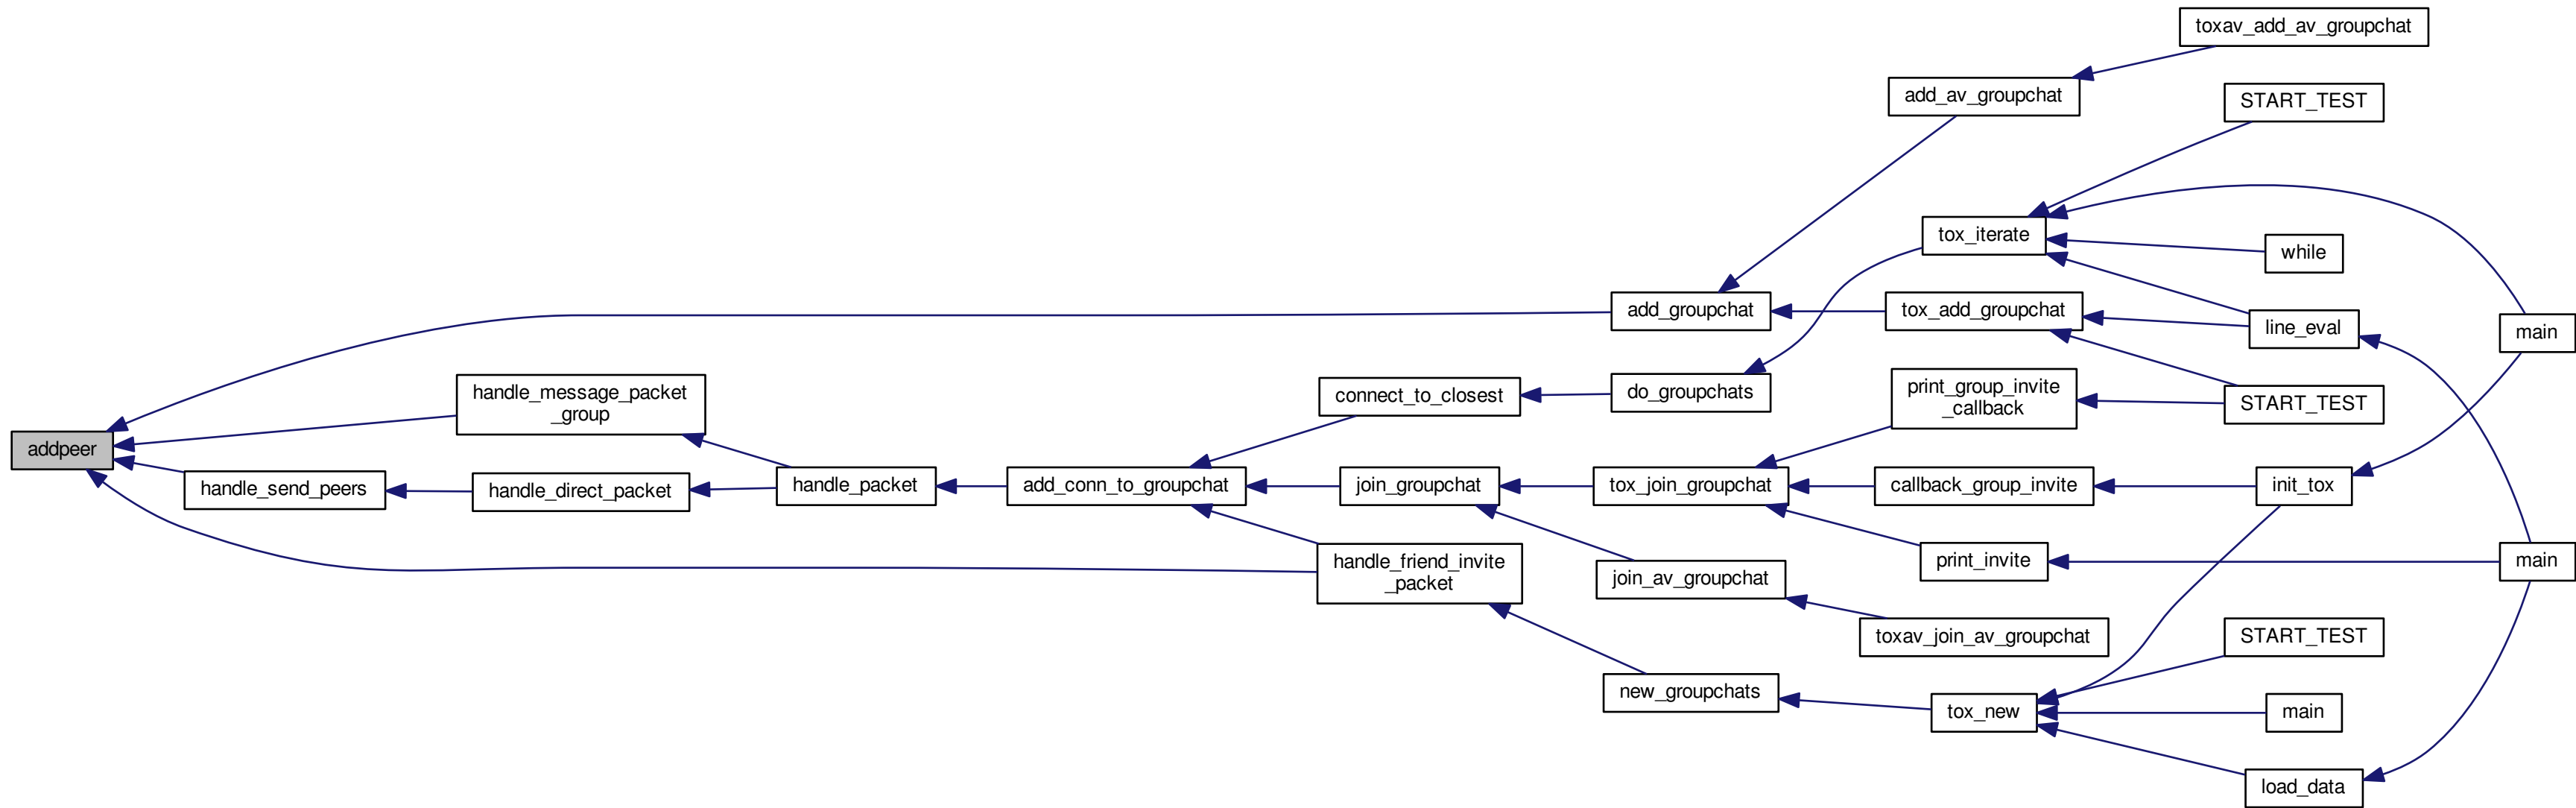 addpeer
handle_message_packet
_group
handle_send_peers
handle_direct_packet
handle_packet
add_conn_to_groupchat
connect_to_closest
join_groupchat
handle_friend_invite
_packet
add_groupchat
do_groupchats
tox_join_groupchat
join_av_groupchat
new_groupchats
add_av_groupchat
tox_iterate
tox_add_groupchat
print_group_invite
_callback
callback_group_invite
print_invite
toxav_join_av_groupchat
tox_new
toxav_add_av_groupchat
START_TEST
while
line_eval
START_TEST
init_tox
START_TEST
main
load_data
main
main